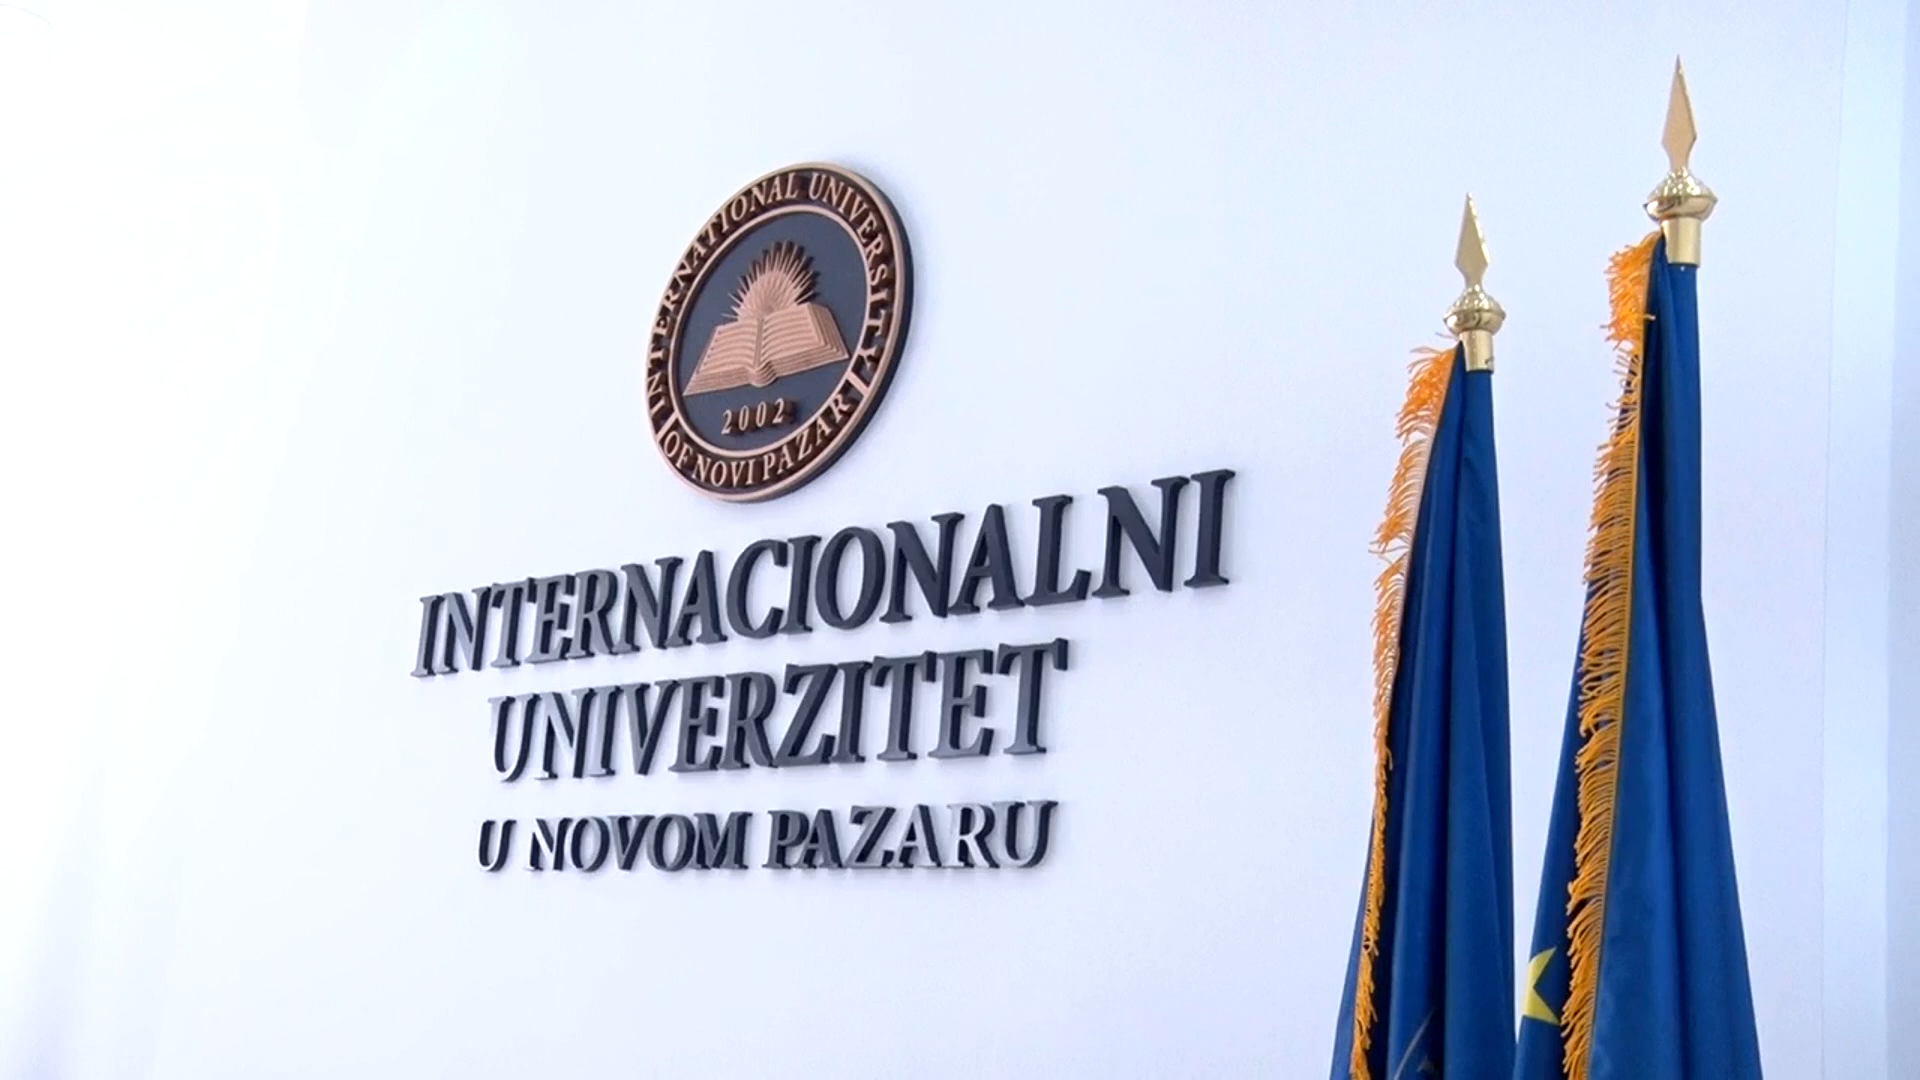 INTERNATIONAL UNIVERSITY
2002
OF NOVI PAZAR
INTERNACIONALNI
UNIVERZITET
U NOVOM PAZARU